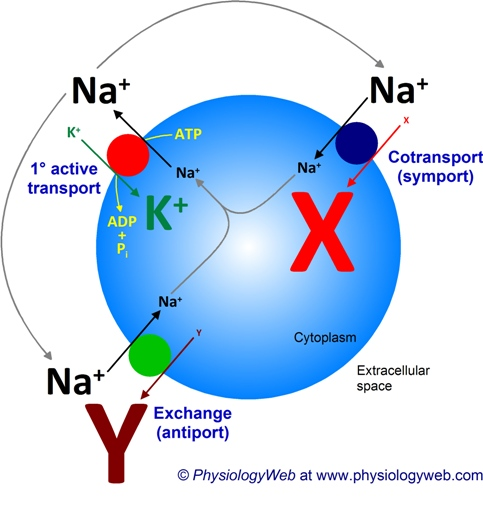 Na⁺
Na⁺
K⁺
ATP
X
1° active
transport
Na⁺
Na⁺
Cotransport
(symport)
ADP
+
Pᵢ
K⁺
X
Na⁺
Y
Cytoplasm
Extracellular
space
Na⁺
Y
Exchange
(antiport)
© PhysiologyWeb at www.physiologyweb.com